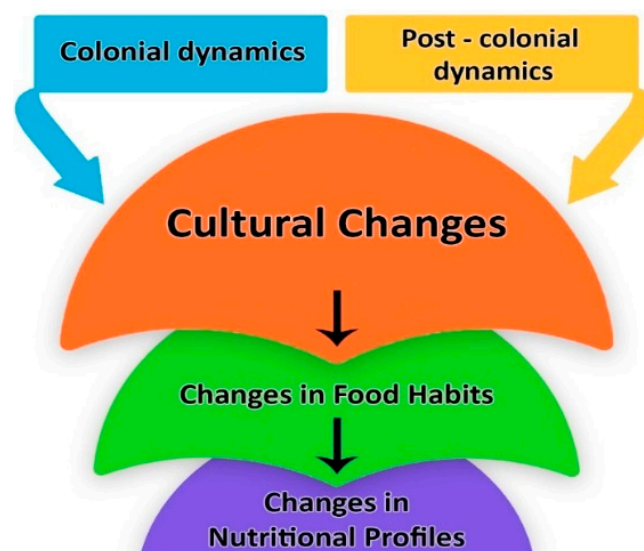 Colonial dynamics
Post - colonial
dynamics
Cultural Changes
Changes in Food Habits
Changes in
Nutritional Profiles